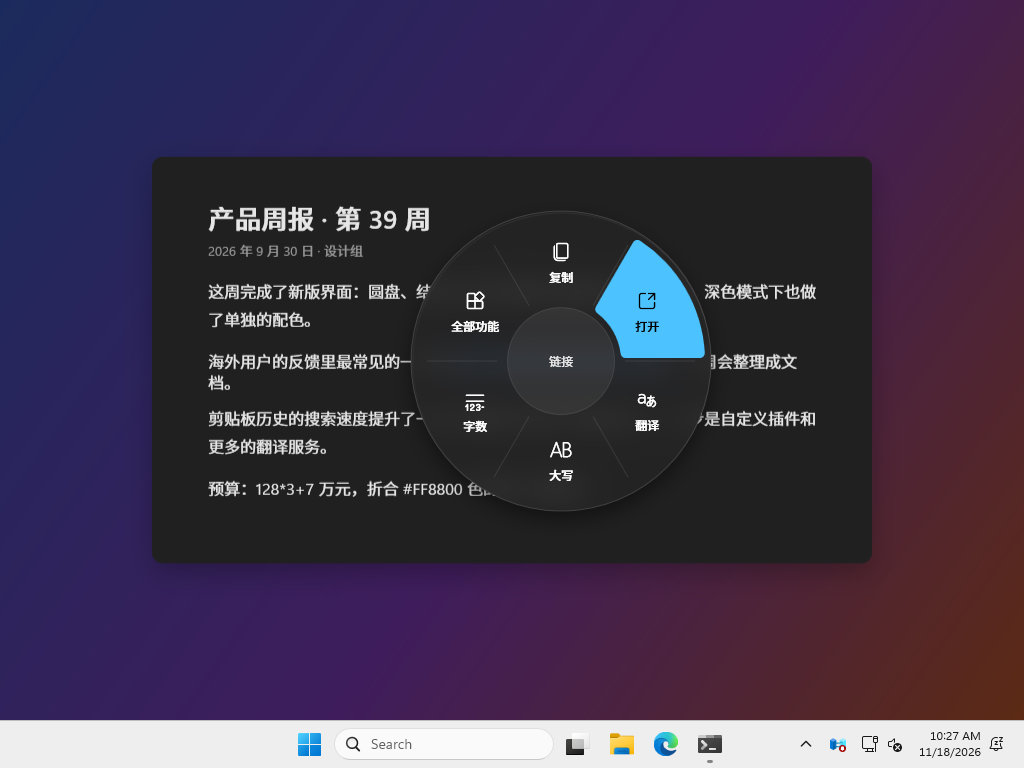 产品周报 · 第 39 周
2026 年 9 月 30 日 · 设计组
这周完成了新版界面：圆盘、结
深色模式下也做
了单独的配色。
海外用户的反馈里最常见的一
周会整理成文
档。
剪贴板历史的搜索速度提升了一
是自定义插件和
更多的翻译服务。
预算：128*3+7 万元，折合 #FF8800 色
复制
打开
全部功能
链接
字数
翻译
AB
大写
123-
aあ
Search
10:27 AM
11/18/2026